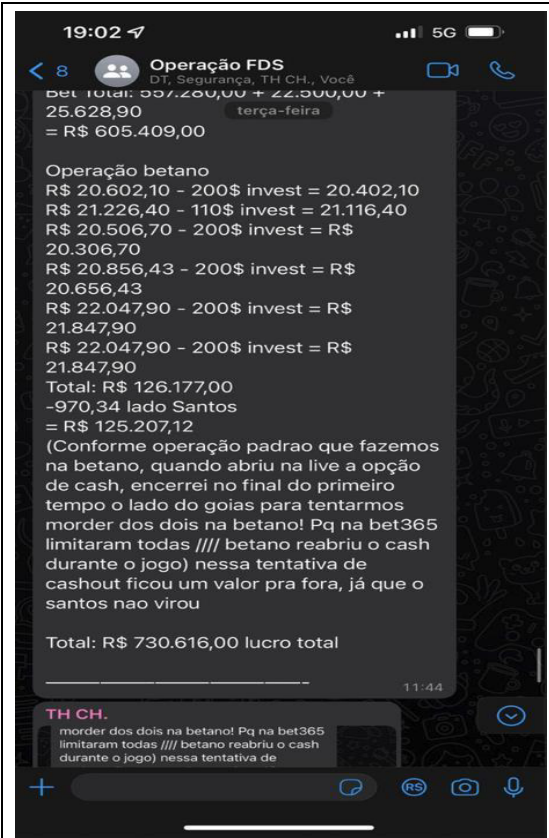 19:02
5G
8
Operação FDS
DT, Segurança, TH CH., Você
Bet Total: 557.280,00 + 22.500,00 +
25.628,90
terça-feira
= R$ 605.409,00
Operação betano
R$ 20.602,10 - 200$ invest = 20.402,10
R$ 21.226,40 - 110$ invest = 21.116,40
R$ 20.506,70 - 200$ invest = R$
20.306,70
R$ 20.856,43 - 200$ invest = R$
20.656,43
R$ 22.047,90 - 200$ invest = R$
21.847,90
R$ 22.047,90 - 200$ invest = R$
21.847,90
Total: R$ 126.177,00
-970,34 lado Santos
= R$ 125.207,12
(Conforme operação padrao que fazemos
na betano, quando abriu na live a opção
de cash, encerrei no final do primeiro
tempo o lado do goias para tentarmos
morder dos dois na betano! Pq na bet365
limitaram todas //// betano reabriu o cash
durante o jogo) nessa tentativa de
cashout ficou um valor pra fora, já que o
santos nao virou
Total: R$ 730.616,00 lucro total
————————————-
11:44
TH CH.
morder dos dois na betano! Pq na bet365
limitaram todas //// betano reabriu o cash
durante o jogo) nessa tentativa de
RS